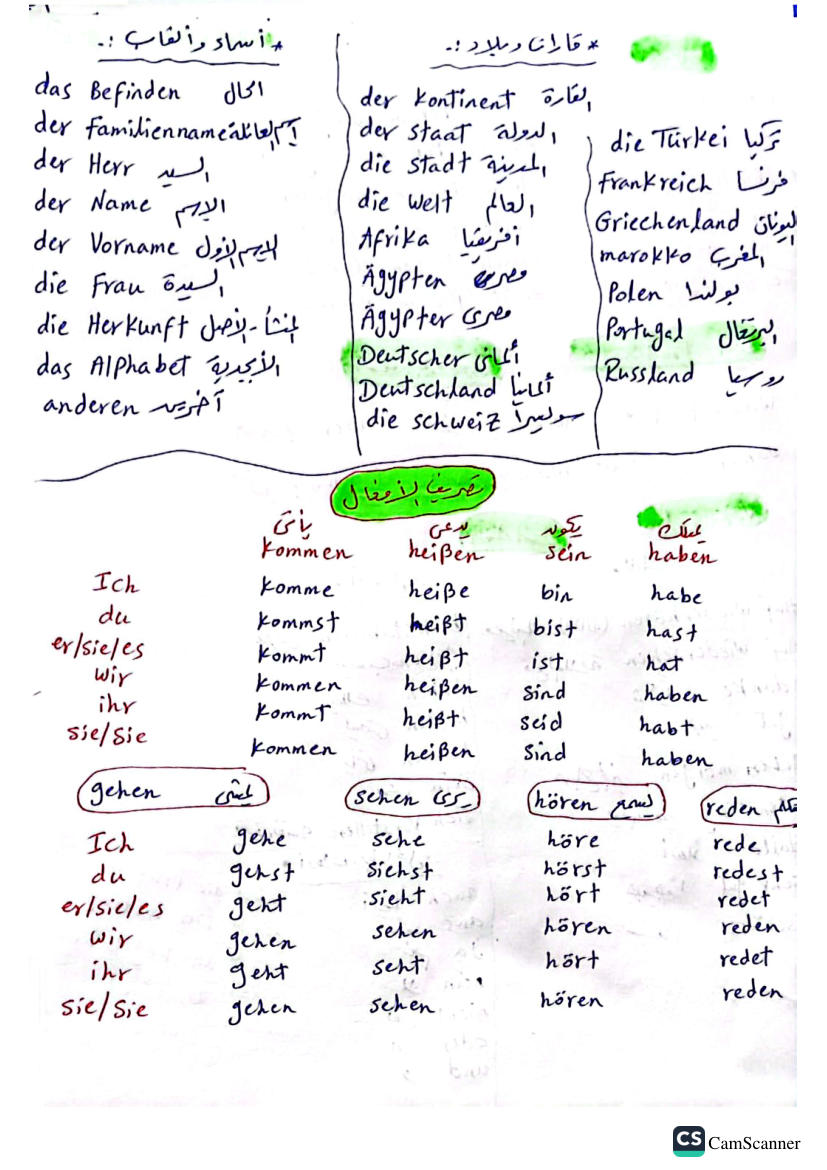 * أسماء وألقاب :-
das Befinden الحال
der Familienname اسم العائلة
der Herr السيد
der Name الاسم
der Vorname الاسم الأول
die Frau السيدة
die Herkunft المنشأ - الأصل
das Alphabet الأبجدية
anderen آخرين
* قارات وبلاد :-
der Kontinent القارة
der Staat الدولة
die Stadt المدينة
die Welt العالم
Afrika أفريقيا
Ägypten مصر
Ägypter مصرى
Deutscher ألمانى
Deutschland ألمانيا
die Schweiz سويسرا
die Türkei تركيا
Frankreich فرنسا
Griechenland اليونان
marokko المغرب
Polen بولندا
Portugal البرتغال
Russland روسيا
تصريف الأفعال
يأتى يدعى يكون يملك
kommen heißen sein haben
Ich komme heiße bin habe
du kommst heißt bist hast
er/sie/es kommt heißt ist hat
wir kommen heißen sind haben
ihr kommt heißt seid habt
sie/Sie kommen heißen sind haben
gehen يمشى sehen يرى hören يسمع reden
Ich gehe sehe höre rede
du gehst siehst hörst redest
er/sie/es geht sieht hört redet
wir gehen sehen hören reden
ihr geht seht hört redet
sie/Sie gehen sehen hören reden
CS CamScanner